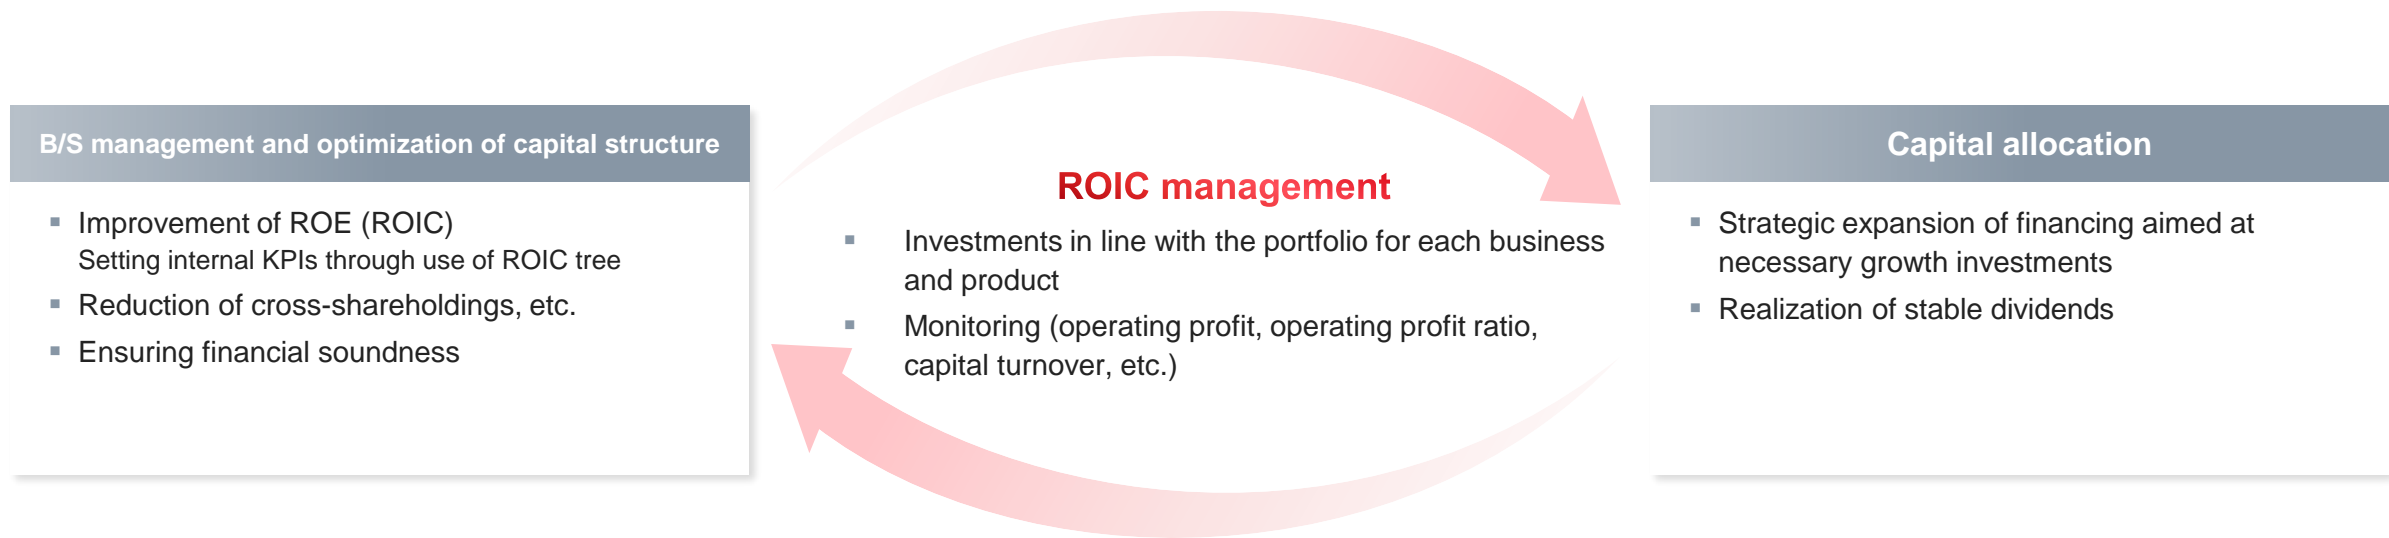 B/S management and optimization of capital structure
▪ Improvement of ROE (ROIC)
Setting internal KPIs through use of ROIC tree
▪ Reduction of cross-shareholdings, etc.
▪ Ensuring financial soundness
ROIC management
▪ Investments in line with the portfolio for each business
and product
▪ Monitoring (operating profit, operating profit ratio,
capital turnover, etc.)
Capital allocation
▪ Strategic expansion of financing aimed at
necessary growth investments
▪ Realization of stable dividends